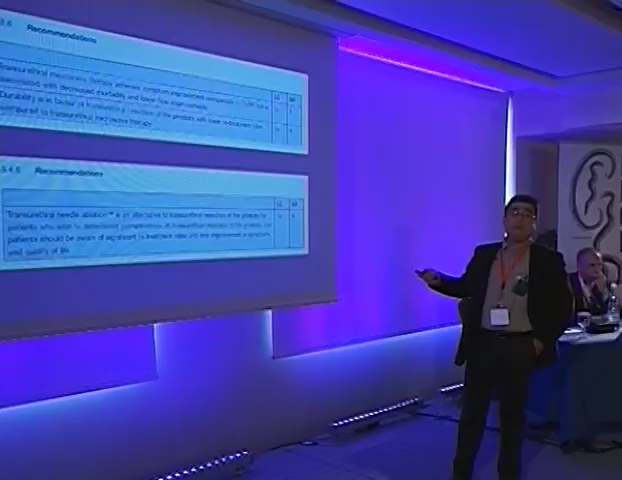 Recommendations
Transurethral microwave therapy achieves symptom improvement comparable to TURP, but is
associated with decreased morbidity and lower flow improvements.
Durability is in favour of transurethral resection of the prostate with lower re-treatment rates
compared to transurethral microwave therapy.
Recommendations
Transurethral needle ablation™ is an alternative to transurethral resection of the prostate for
patients who wish to defer/avoid complications of transurethral resection of the prostate, but
patients should be aware of significant re-treatment rates and less improvement in symptoms
and quality of life.